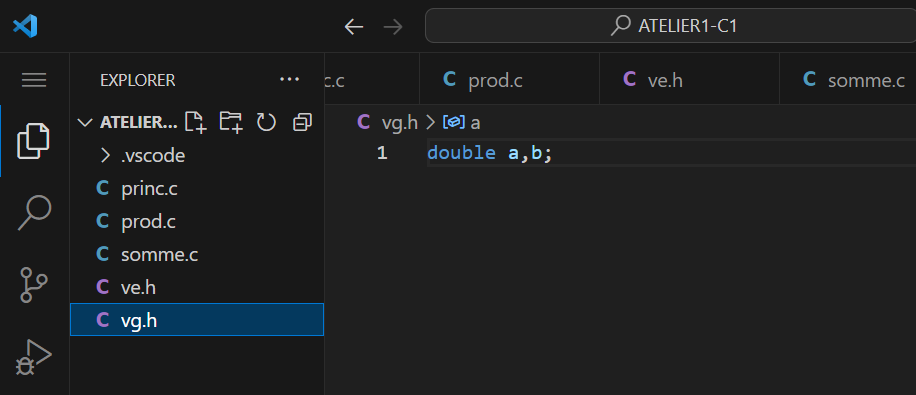 ATELIER1-C1
EXPLORER ...
c.c
prod.c
ve.h
somme.c
ATELIER...
vg.h > a
.vscode
1 double a,b;
princ.c
prod.c
somme.c
ve.h
vg.h